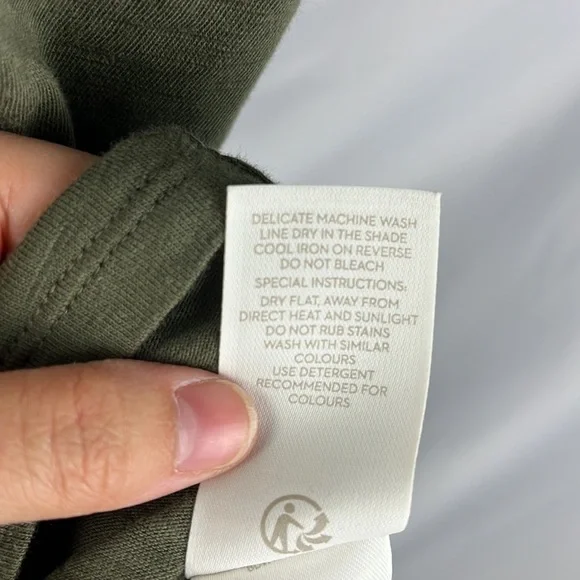 DELICATE MACHINE WASH
LINE DRY IN THE SHADE
COOL IRON ON REVERSE
DO NOT BLEACH
SPECIAL INSTRUCTIONS:
DRY FLAT, AWAY FROM
DIRECT HEAT AND SUNLIGHT
DO NOT RUB STAINS
WASH WITH SIMILAR
COLOURS
USE DETERGENT
RECOMMENDED FOR
COLOURS